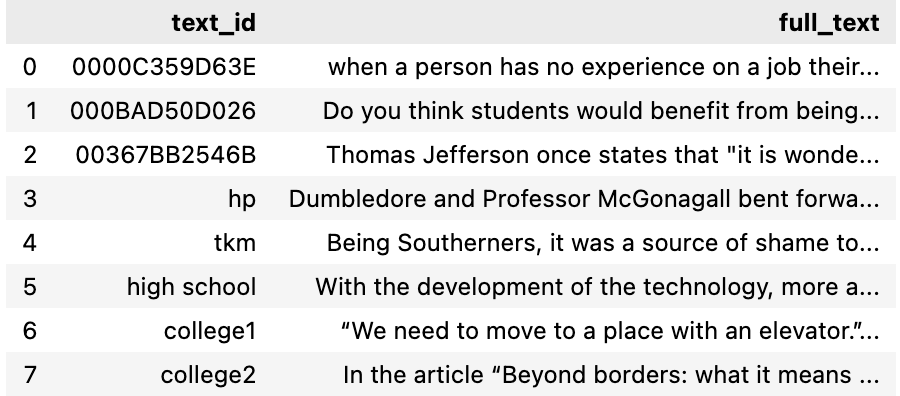 text_id full_text
0 0000C359D63E when a person has no experience on a job their...
1 000BAD50D026 Do you think students would benefit from being...
2 00367BB2546B Thomas Jefferson once states that "it is wonde...
3 hp Dumbledore and Professor McGonagall bent forwa...
4 tkm Being Southerners, it was a source of shame to...
5 high school With the development of the technology, more a...
6 college1 “We need to move to a place with an elevator.”...
7 college2 In the article “Beyond borders: what it means ...